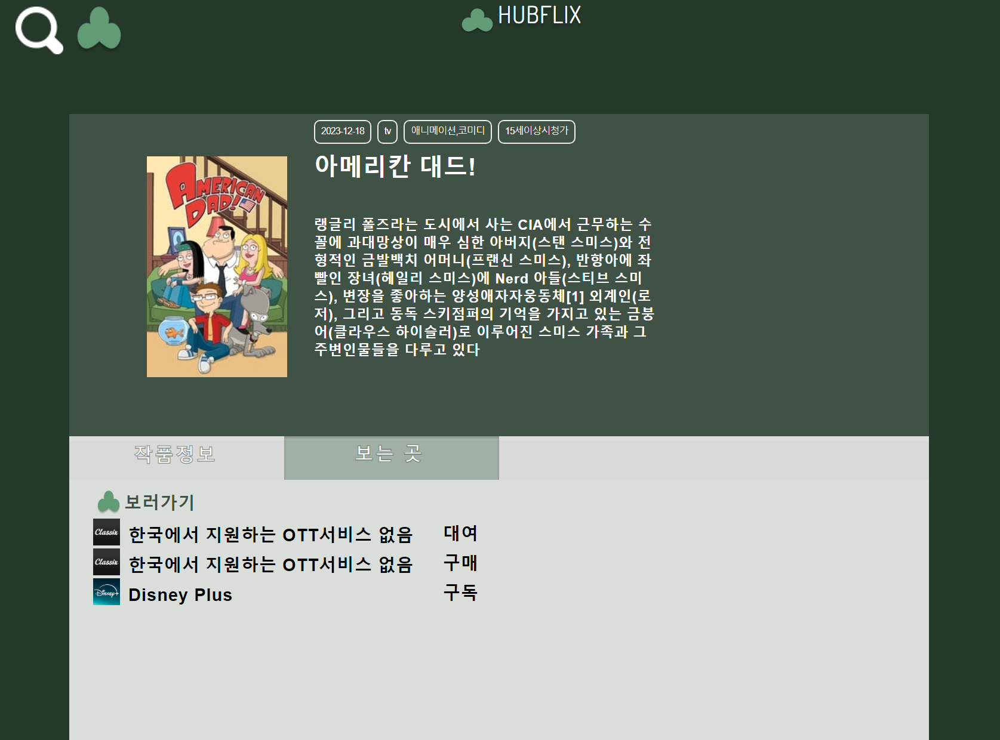 HUBFLIX
2023-12-18 tv 애니메이션,코미디 15세이상시청가
아메리칸 대드!
AMERICAN
DAD!
랭글리 폴즈라는 도시에서 사는 CIA에서 근무하는 수
꼴에 과대망상이 매우 심한 아버지(스탠 스미스)와 전
형적인 금발백치 어머니(프랜신 스미스), 반항아에 좌
빨인 장녀(헤일리 스미스)에 Nerd 아들(스티브 스미
스), 변장을 좋아하는 양성애자자웅동체[1] 외계인(로
저), 그리고 동독 스키점퍼의 기억을 가지고 있는 금붕
어(클라우스 하이슬러)로 이루어진 스미스 가족과 그
주변인물들을 다루고 있다
작품정보 보는 곳
보러가기
Classix 한국에서 지원하는 OTT서비스 없음 대여
Classix 한국에서 지원하는 OTT서비스 없음 구매
Disney+ Disney Plus 구독